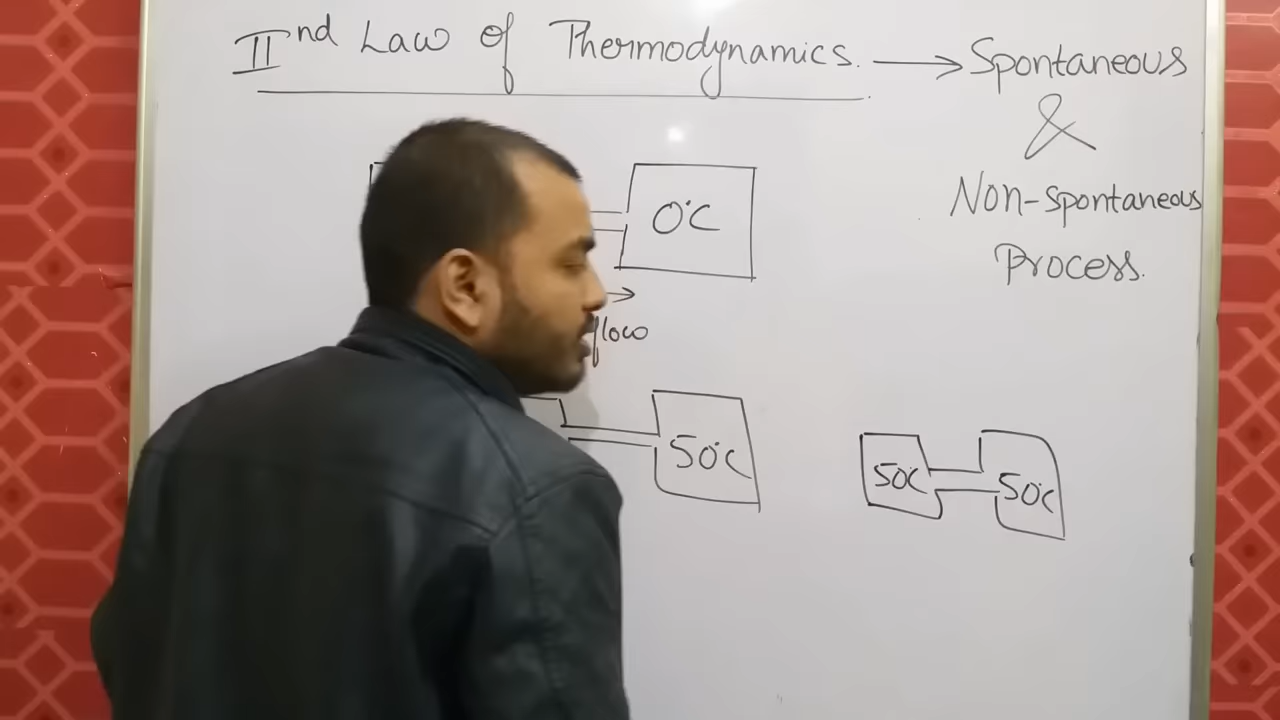 IInd Law of Thermodynamics. → Spontaneous
&
Non-spontaneous
Process.
0°C
flow
50°C
50°C
50°C